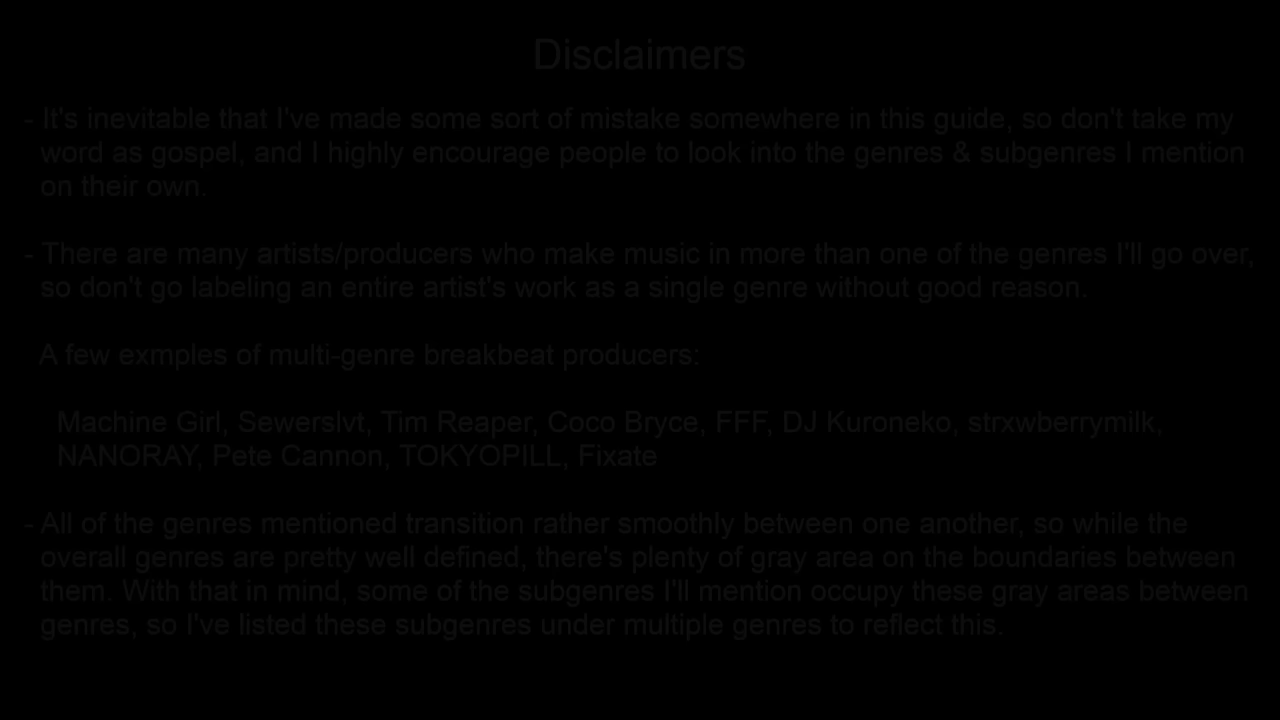 Disclaimers
- It's inevitable that I've made some sort of mistake somewhere in this guide, so don't take my
word as gospel, and I highly encourage people to look into the genres & subgenres I mention
on their own.
- There are many artists/producers who make music in more than one of the genres I'll go over,
so don't go labeling an entire artist's work as a single genre without good reason.
A few exmples of multi-genre breakbeat producers:
Machine Girl, Sewerslvt, Tim Reaper, Coco Bryce, FFF, DJ Kuroneko, strxwberrymilk,
NANORAY, Pete Cannon, TOKYOPILL, Fixate
- All of the genres mentioned transition rather smoothly between one another, so while the
overall genres are pretty well defined, there's plenty of gray area on the boundaries between
them. With that in mind, some of the subgenres I'll mention occupy these gray areas between
genres, so I've listed these subgenres under multiple genres to reflect this.